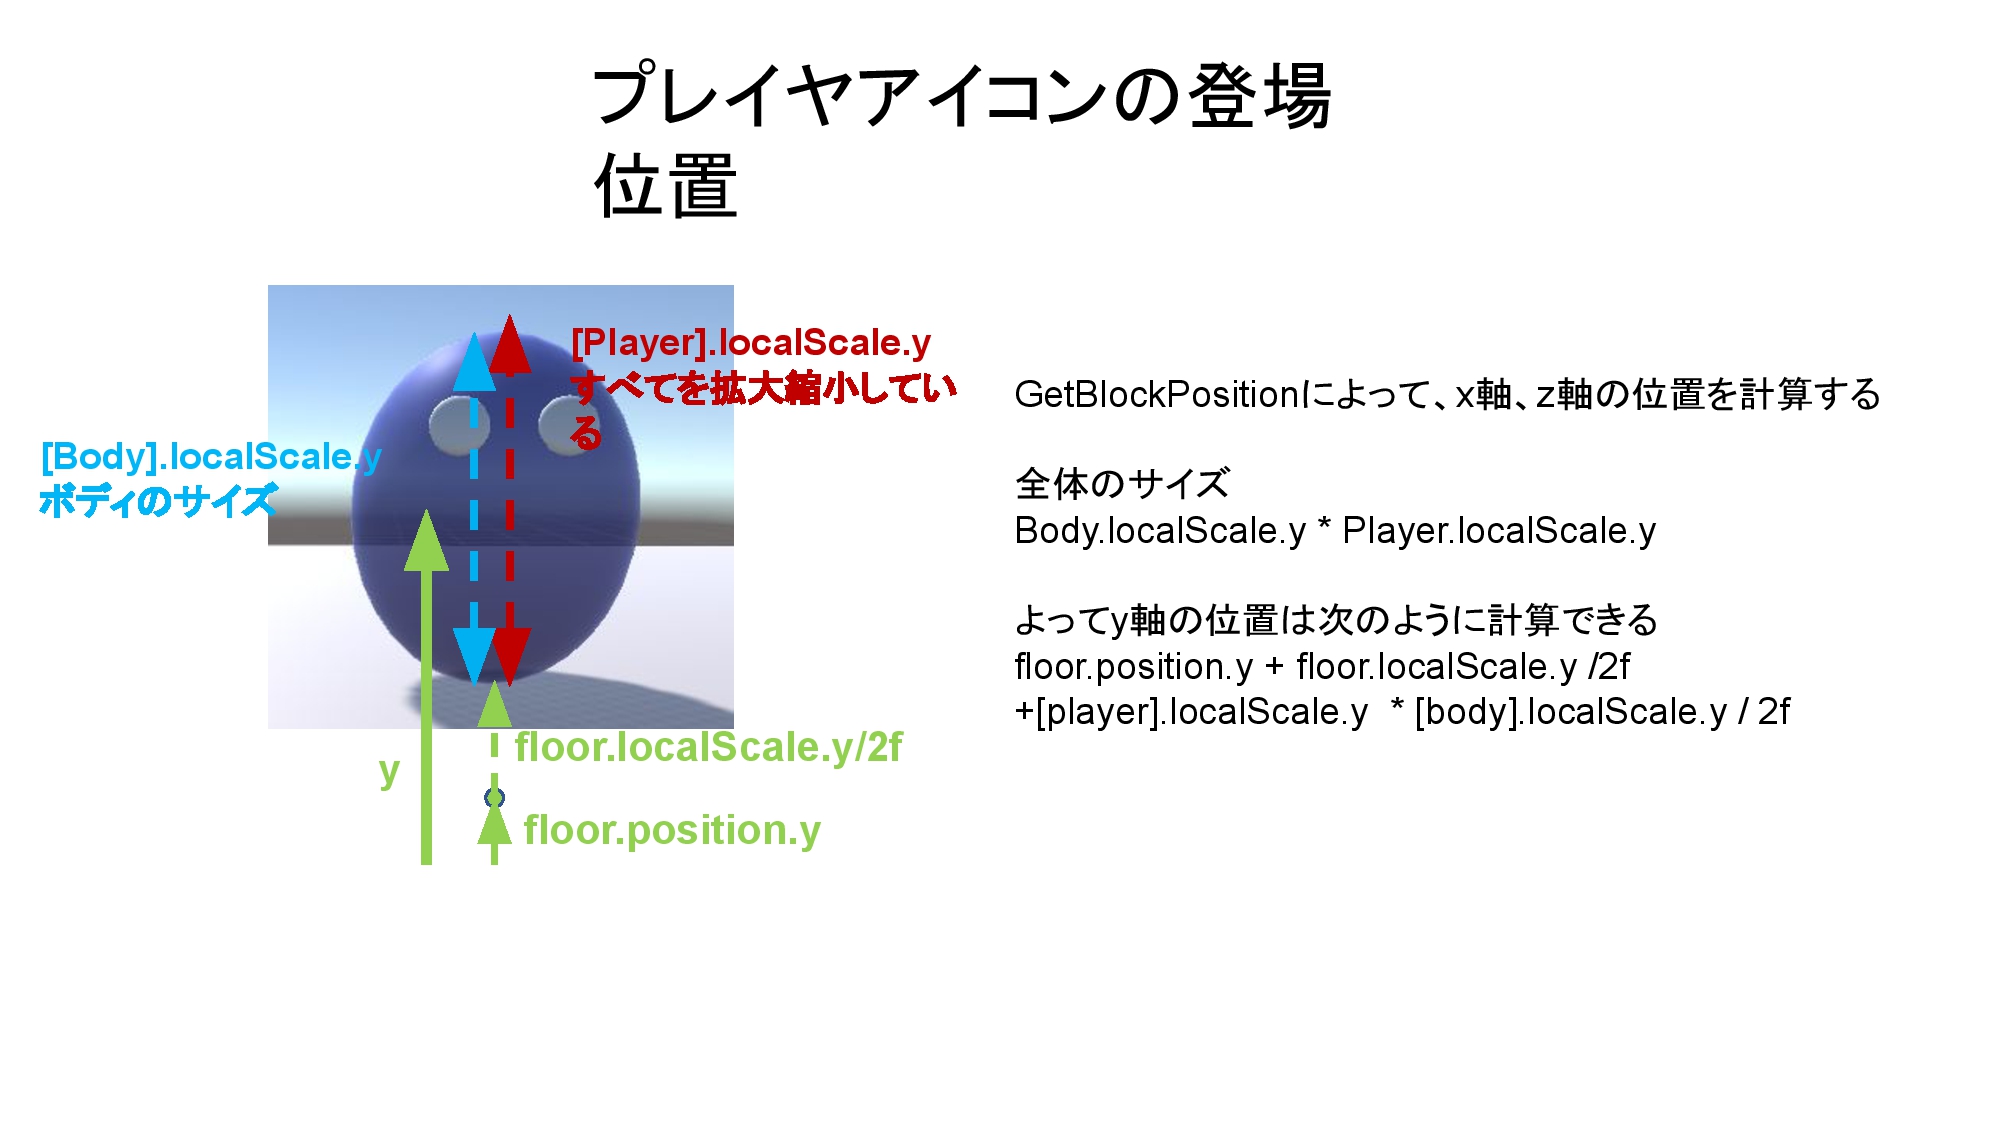 プレイヤアイコンの登場
位置
[Player].localScale.y
すべてを拡大縮小してい
る
[Body].localScale.y
ボディのサイズ
y
floor.localScale.y/2f
floor.position.y
GetBlockPositionによって、x軸、z軸の位置を計算する
全体のサイズ
Body.localScale.y * Player.localScale.y
よってy軸の位置は次のように計算できる
floor.position.y + floor.localScale.y /2f
+[player].localScale.y  * [body].localScale.y / 2f